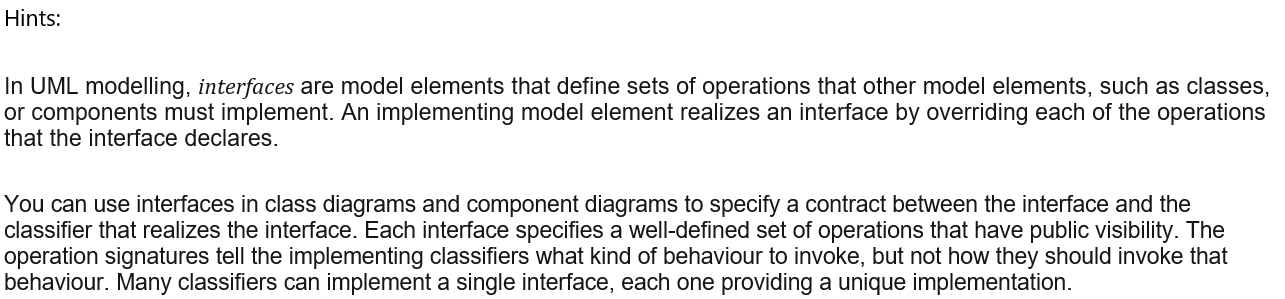 Hints:
In UML modelling, interfaces are model elements that define sets of operations that other model elements, such as classes,
or components must implement. An implementing model element realizes an interface by overriding each of the operations
that the interface declares.
You can use interfaces in class diagrams and component diagrams to specify a contract between the interface and the
classifier that realizes the interface. Each interface specifies a well-defined set of operations that have public visibility. The
operation signatures tell the implementing classifiers what kind of behaviour to invoke, but not how they should invoke that
behaviour. Many classifiers can implement a single interface, each one providing a unique implementation.